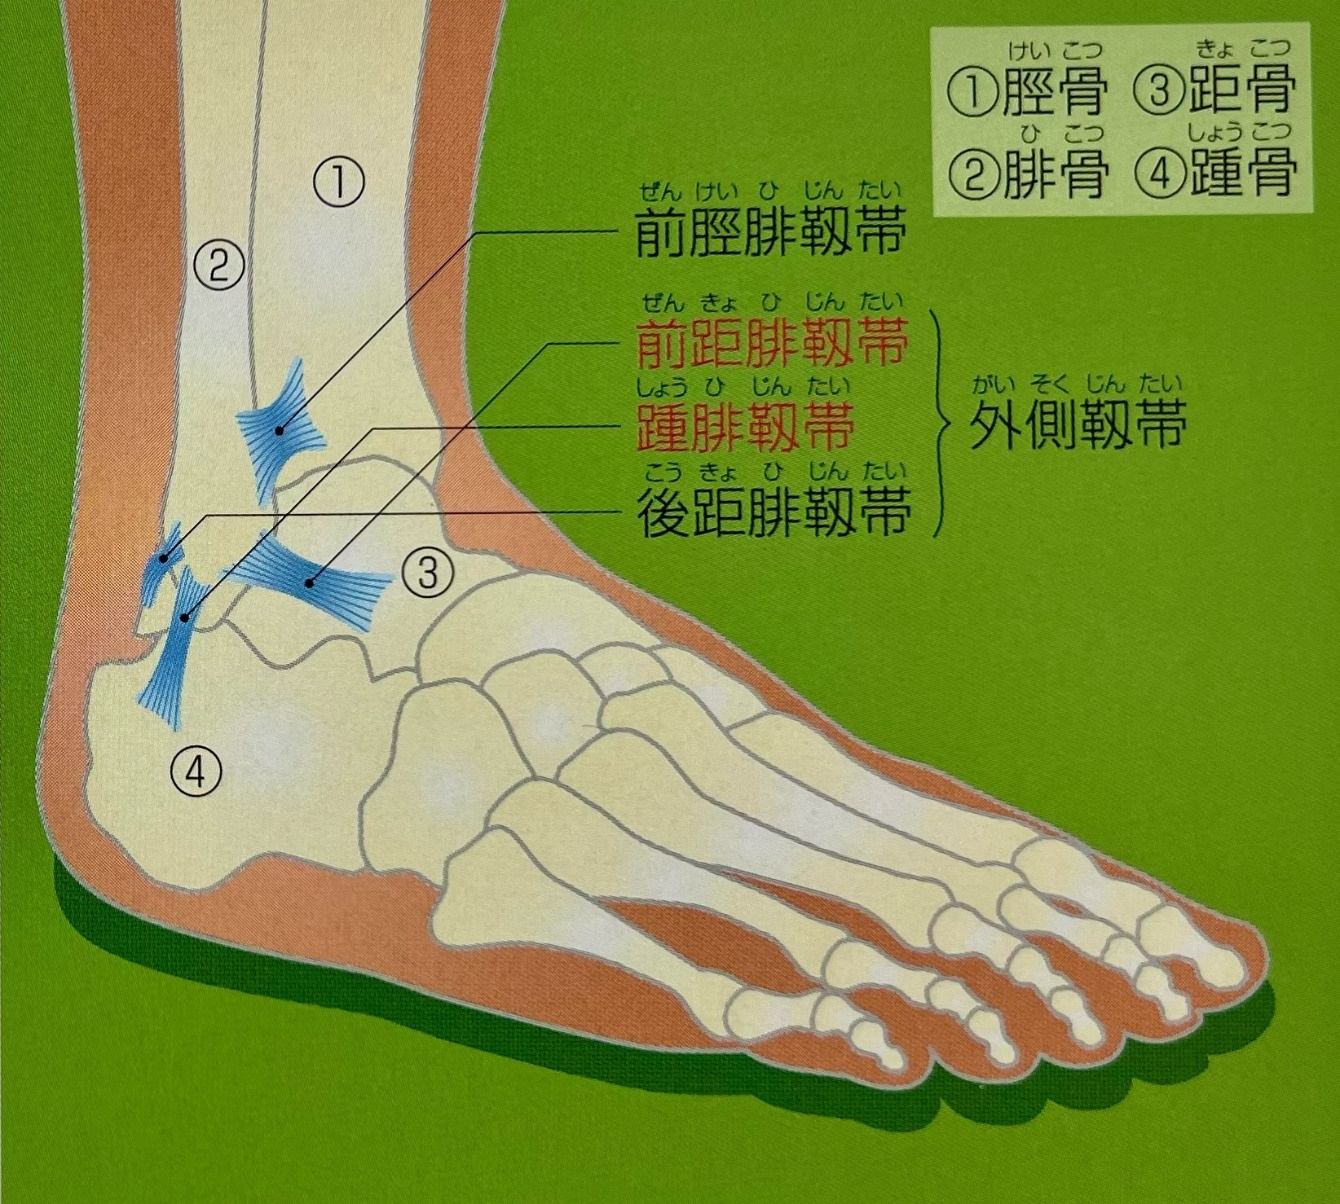 けい こつ きょ こつ
①脛骨 ③距骨
ひ こつ しょう こつ
②腓骨 ④踵骨
①
②
ぜん けい ひ じん たい
前脛腓靱帯
ぜん きょ ひ じん たい
前距腓靱帯
しょう ひ じん たい
踵腓靱帯
がい そく じん たい
外側靱帯
こう きょ ひ じん たい
後距腓靱帯
③
④